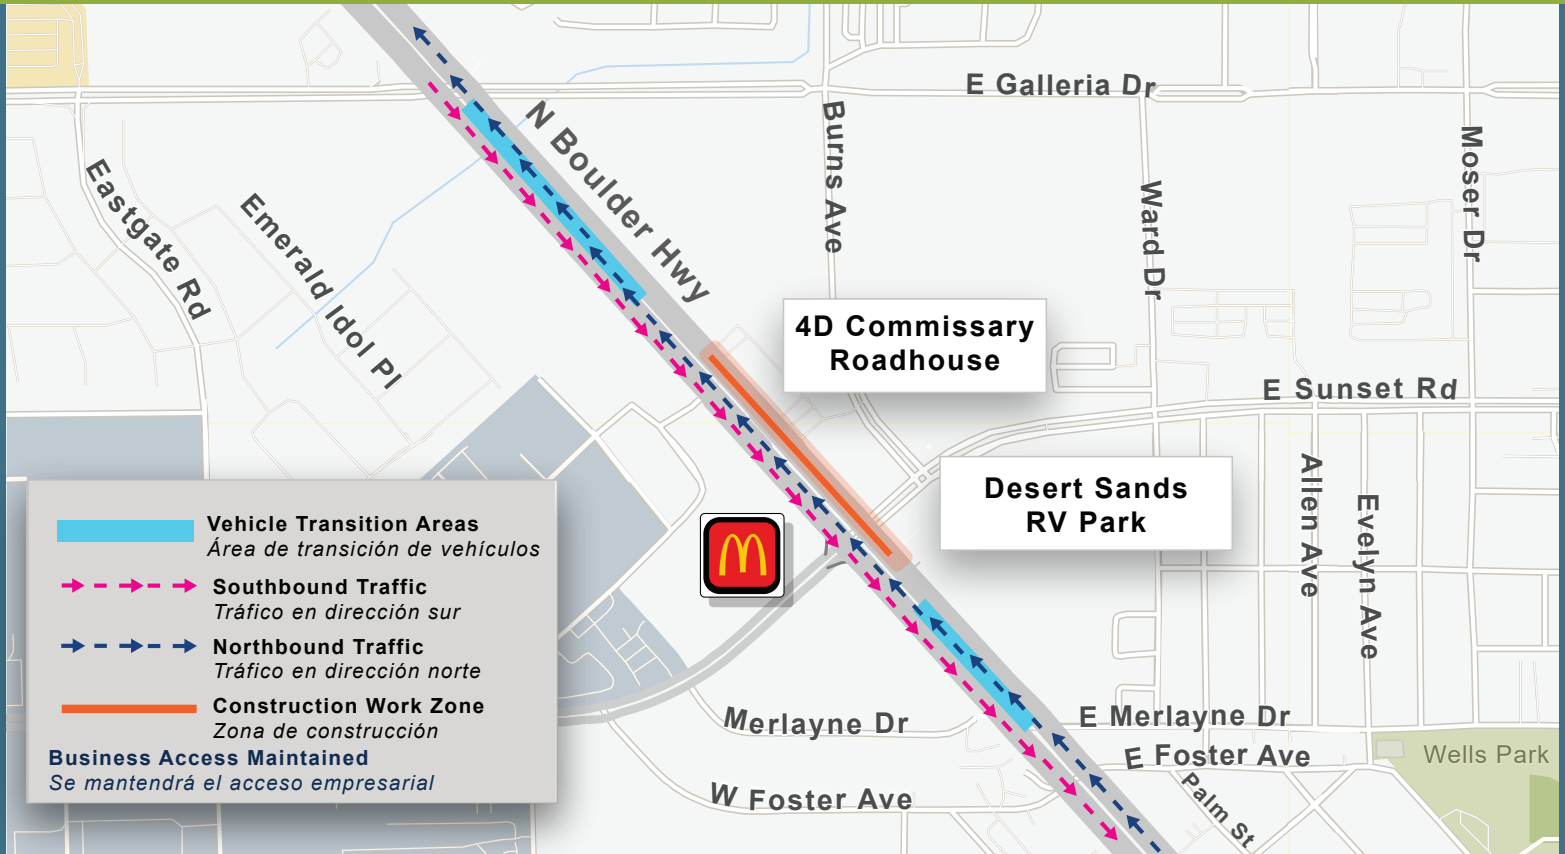 E Galleria Dr
N Boulder Hwy
Burns Ave
Moser Dr
Eastgate Rd
Emerald Idol Pl
Ward Dr
4D Commissary
Roadhouse
E Sunset Rd
Desert Sands
RV Park
Allen Ave
Evelyn Ave
Vehicle Transition Areas
Área de transición de vehículos
Southbound Traffic
Tráfico en dirección sur
Northbound Traffic
Tráfico en dirección norte
Construction Work Zone
Zona de construcción
Business Access Maintained
Se mantendrá el acceso empresarial
Merlayne Dr
E Merlayne Dr
E Foster Ave
Wells Park
W Foster Ave
Palm St